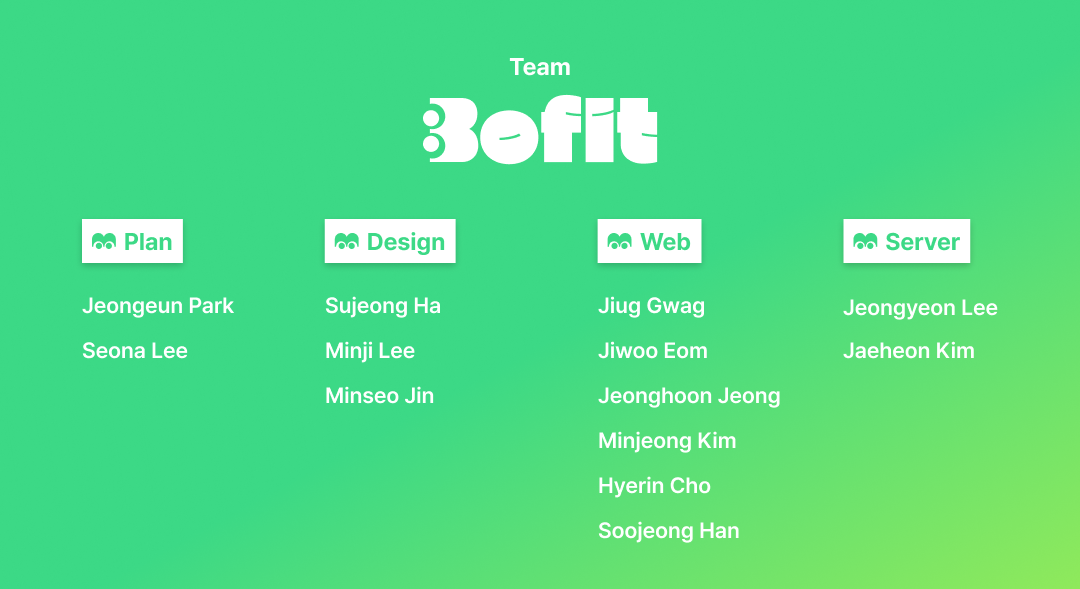 Team
Bofit
Plan
Jeongeun Park
Seona Lee
Design
Sujeong Ha
Minji Lee
Minseo Jin
Web
Jiug Gwag
Jiwoo Eom
Jeonghoon Jeong
Minjeong Kim
Hyerin Cho
Soojeong Han
Server
Jeongyeon Lee
Jaeheon Kim